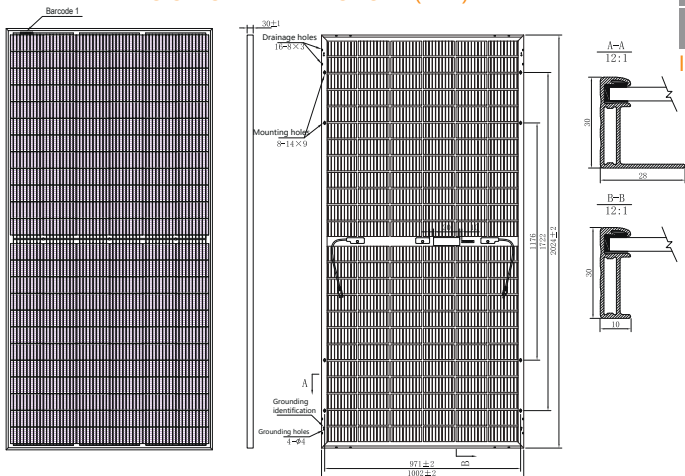 Barcode 1
30±1
Drainage holes
16-8×3
Mounting holes
8-14×9
1176
1722
2024±2
A
Grounding
identification
Grounding holes
4-φ4
971±2
1002±2
B
A-A
12:1
30
28
B-B
12:1
30
10